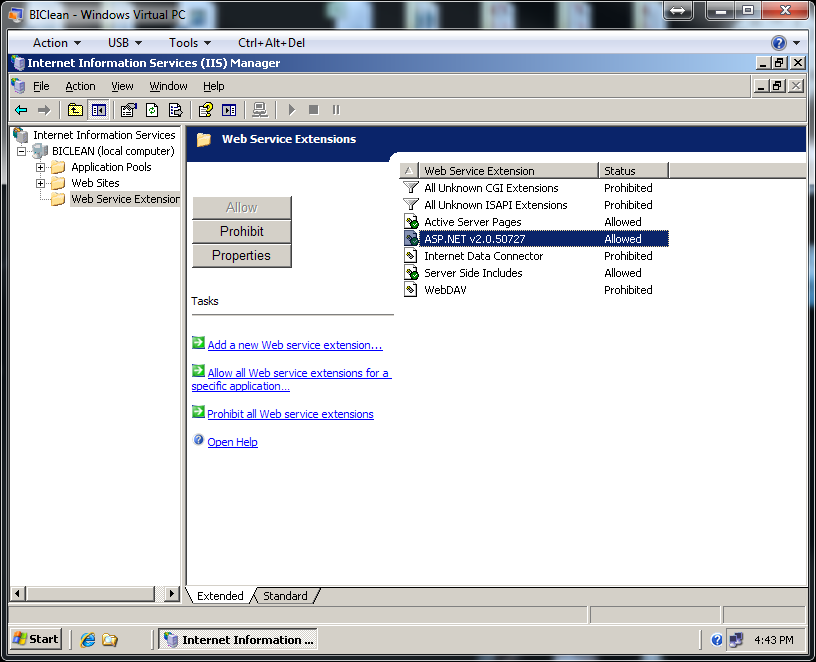 BIClean - Windows Virtual PC
Action USB Tools Ctrl+Alt+Del
Internet Information Services (IIS) Manager
File Action View Window Help
Internet Information Services
BICLEAN (local computer)
Application Pools
Web Sites
Web Service Extension
Web Service Extensions
Allow
Prohibit
Properties
Tasks
Add a new Web service extension...
Allow all Web service extensions for a
specific application...
Prohibit all Web service extensions
Open Help
Web Service Extension Status
All Unknown CGI Extensions Prohibited
All Unknown ISAPI Extensions Prohibited
Active Server Pages Allowed
ASP.NET v2.0.50727 Allowed
Internet Data Connector Prohibited
Server Side Includes Allowed
WebDAV Prohibited
Extended Standard
Start Internet Information ... 4:43 PM